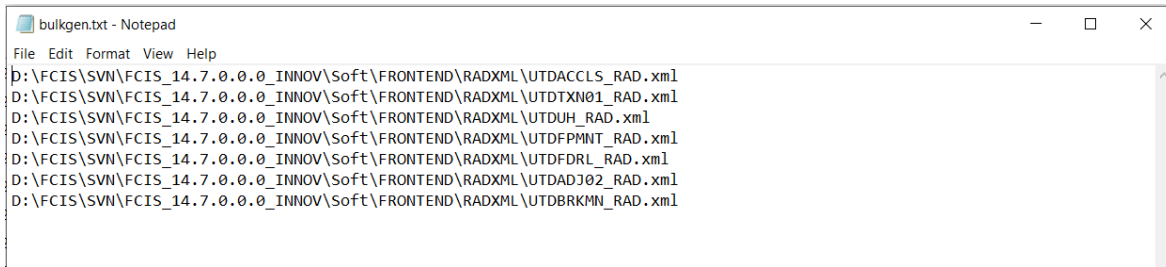 bulkgen.txt - Notepad
File Edit Format View Help
D:\FCIS\SVN\FCIS_14.7.0.0.0_INNOV\Soft\FRONTEND\RADXML\UTDACCLS_RAD.xml
D:\FCIS\SVN\FCIS_14.7.0.0.0_INNOV\Soft\FRONTEND\RADXML\UTDTXN01_RAD.xml
D:\FCIS\SVN\FCIS_14.7.0.0.0_INNOV\Soft\FRONTEND\RADXML\UTDUH_RAD.xml
D:\FCIS\SVN\FCIS_14.7.0.0.0_INNOV\Soft\FRONTEND\RADXML\UTDFPMNT_RAD.xml
D:\FCIS\SVN\FCIS_14.7.0.0.0_INNOV\Soft\FRONTEND\RADXML\UTDFDRL_RAD.xml
D:\FCIS\SVN\FCIS_14.7.0.0.0_INNOV\Soft\FRONTEND\RADXML\UTDADJ02_RAD.xml
D:\FCIS\SVN\FCIS_14.7.0.0.0_INNOV\Soft\FRONTEND\RADXML\UTDBRKMN_RAD.xml